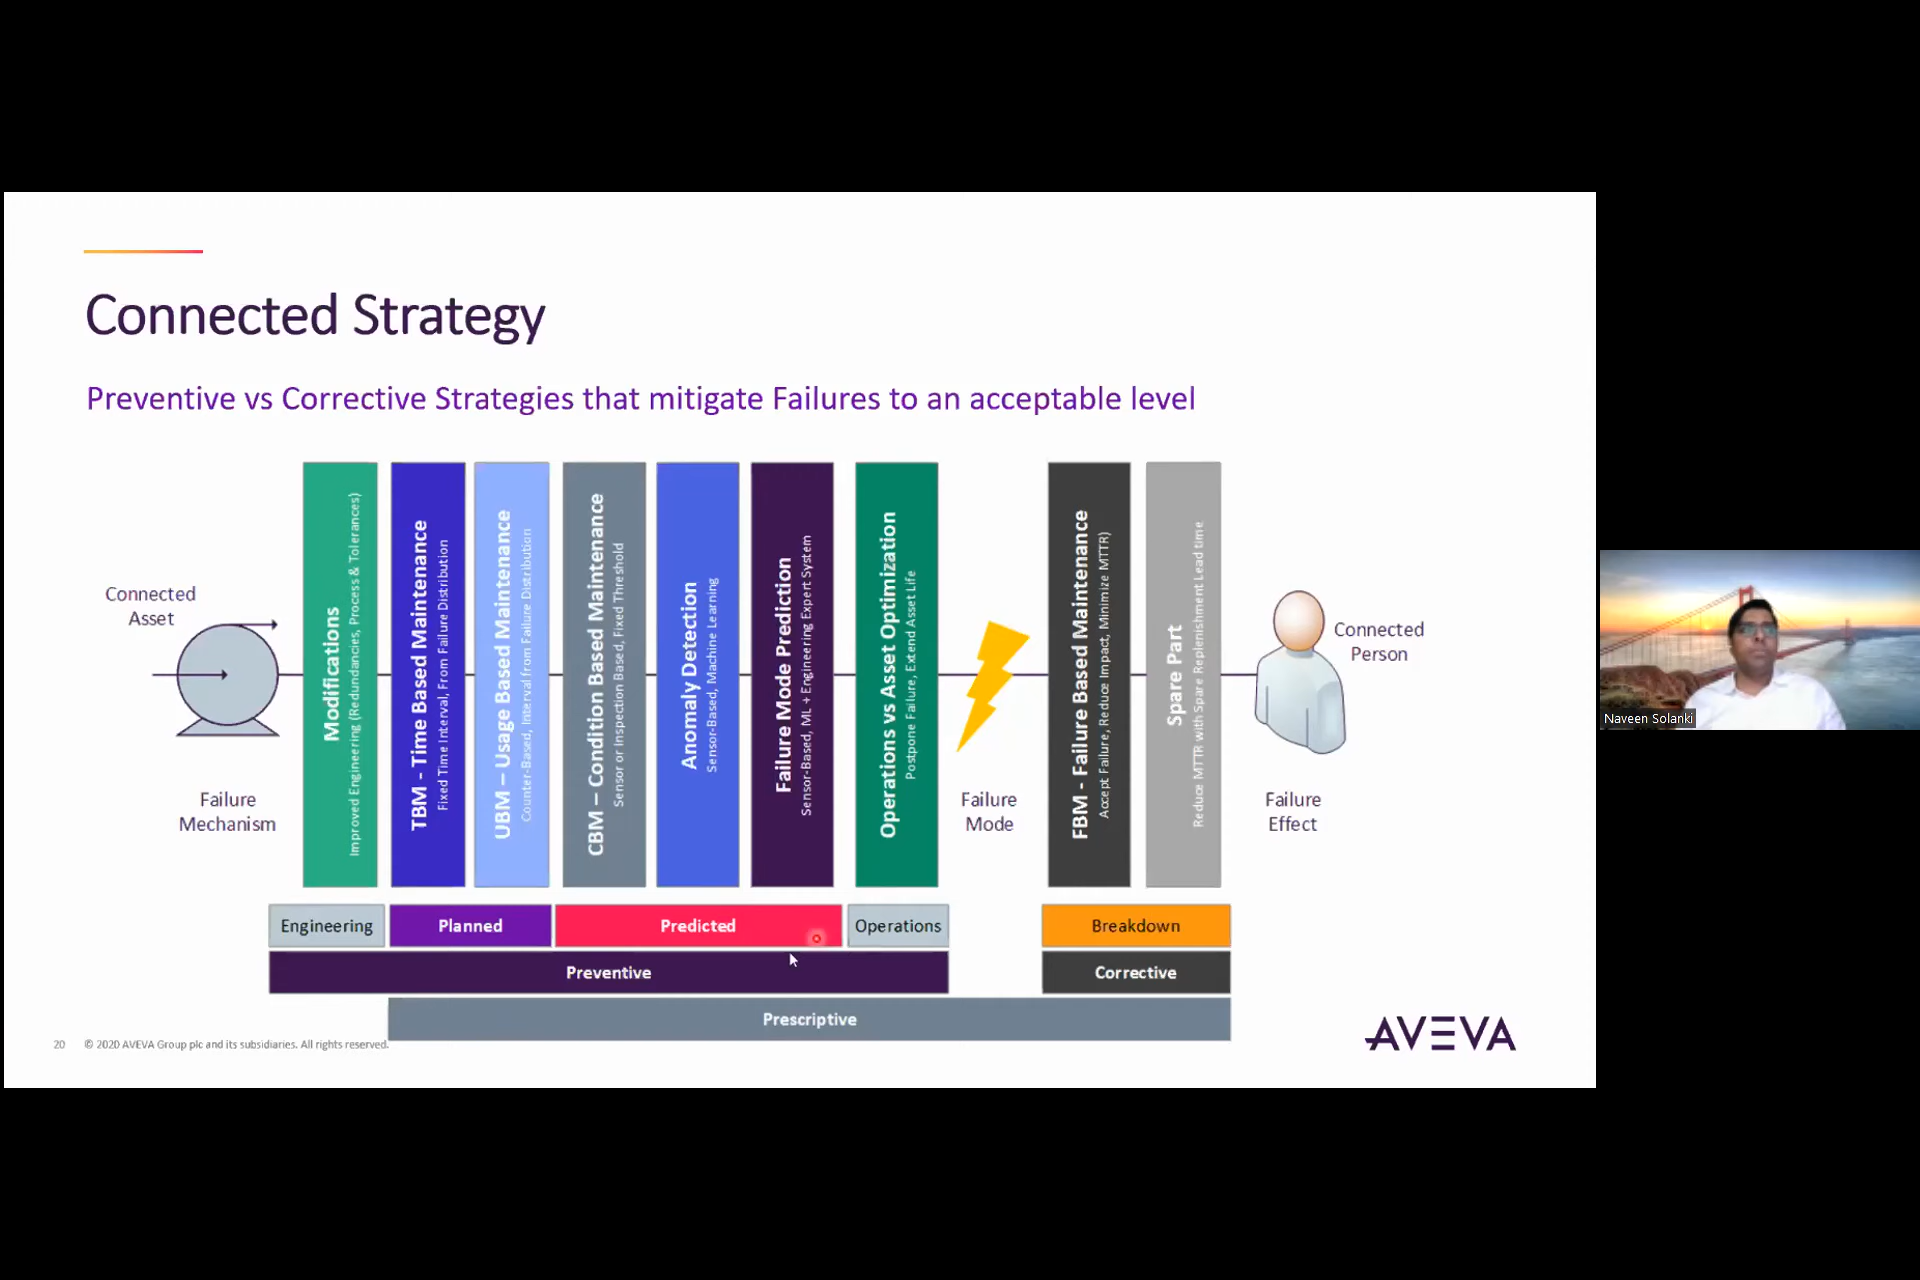 Connected Strategy
Preventive vs Corrective Strategies that mitigate Failures to an acceptable level
Connected
Asset
Failure
Mechanism
Modifications
Improved Engineering (Redundancies, Process & Tolerances)
TBM - Time Based Maintenance
Fixed Time Interval, From Failure Distribution
UBM – Usage Based Maintenance
Counter-Based, Interval from Failure Distribution
CBM – Condition Based Maintenance
Sensor or Inspection Based, Fixed Threshold
Anomaly Detection
Sensor-Based, Machine Learning
Failure Mode Prediction
Sensor-Based, ML + Engineering Expert System
Operations vs Asset Optimization
Postpone Failure, Extend Asset Life
Failure
Mode
FBM - Failure Based Maintenance
Accept Failure, Reduce Impact, Minimize MTTR)
Spare Part
Reduce MTTR with Spare Replenishment Lead time
Connected
Person
Failure
Effect
Engineering
Planned
Predicted
Operations
Breakdown
Preventive
Corrective
Prescriptive
20
© 2020 AVEVA Group plc and its subsidiaries. All rights reserved.
AVEVA
Naveen Solanki